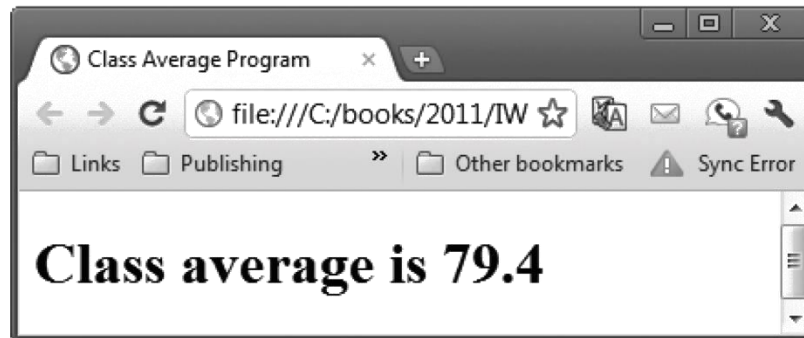 Class Average Program
file:///C:/books/2011/IW
Links Publishing » Other bookmarks Sync Error
Class average is 79.4